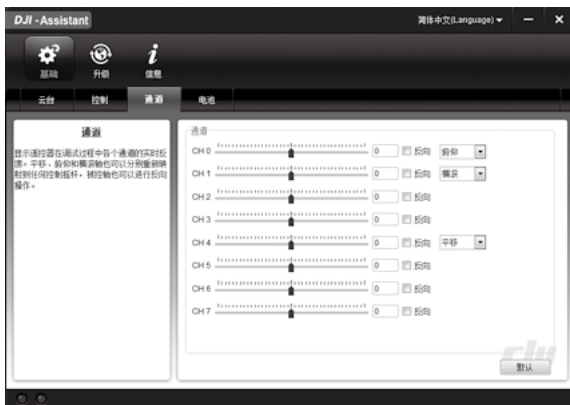 DJI - Assistant
简体中文(Language)
基础
升级
信息
云台 控制 通道 电池
通道
显示遥控器在调试过程中各个通道的实时反
馈。平移、俯仰和横滚轴也可以分别重新映
射到任何控制摇杆，被控轴也可以进行反向
操作。
通道
CH 0 0 反向 俯仰
CH 1 0 反向 横滚
CH 2 0 反向
CH 3 0 反向
CH 4 0 反向 平移
CH 5 0 反向
CH 6 0 反向
CH 7 0 反向
dji
默认